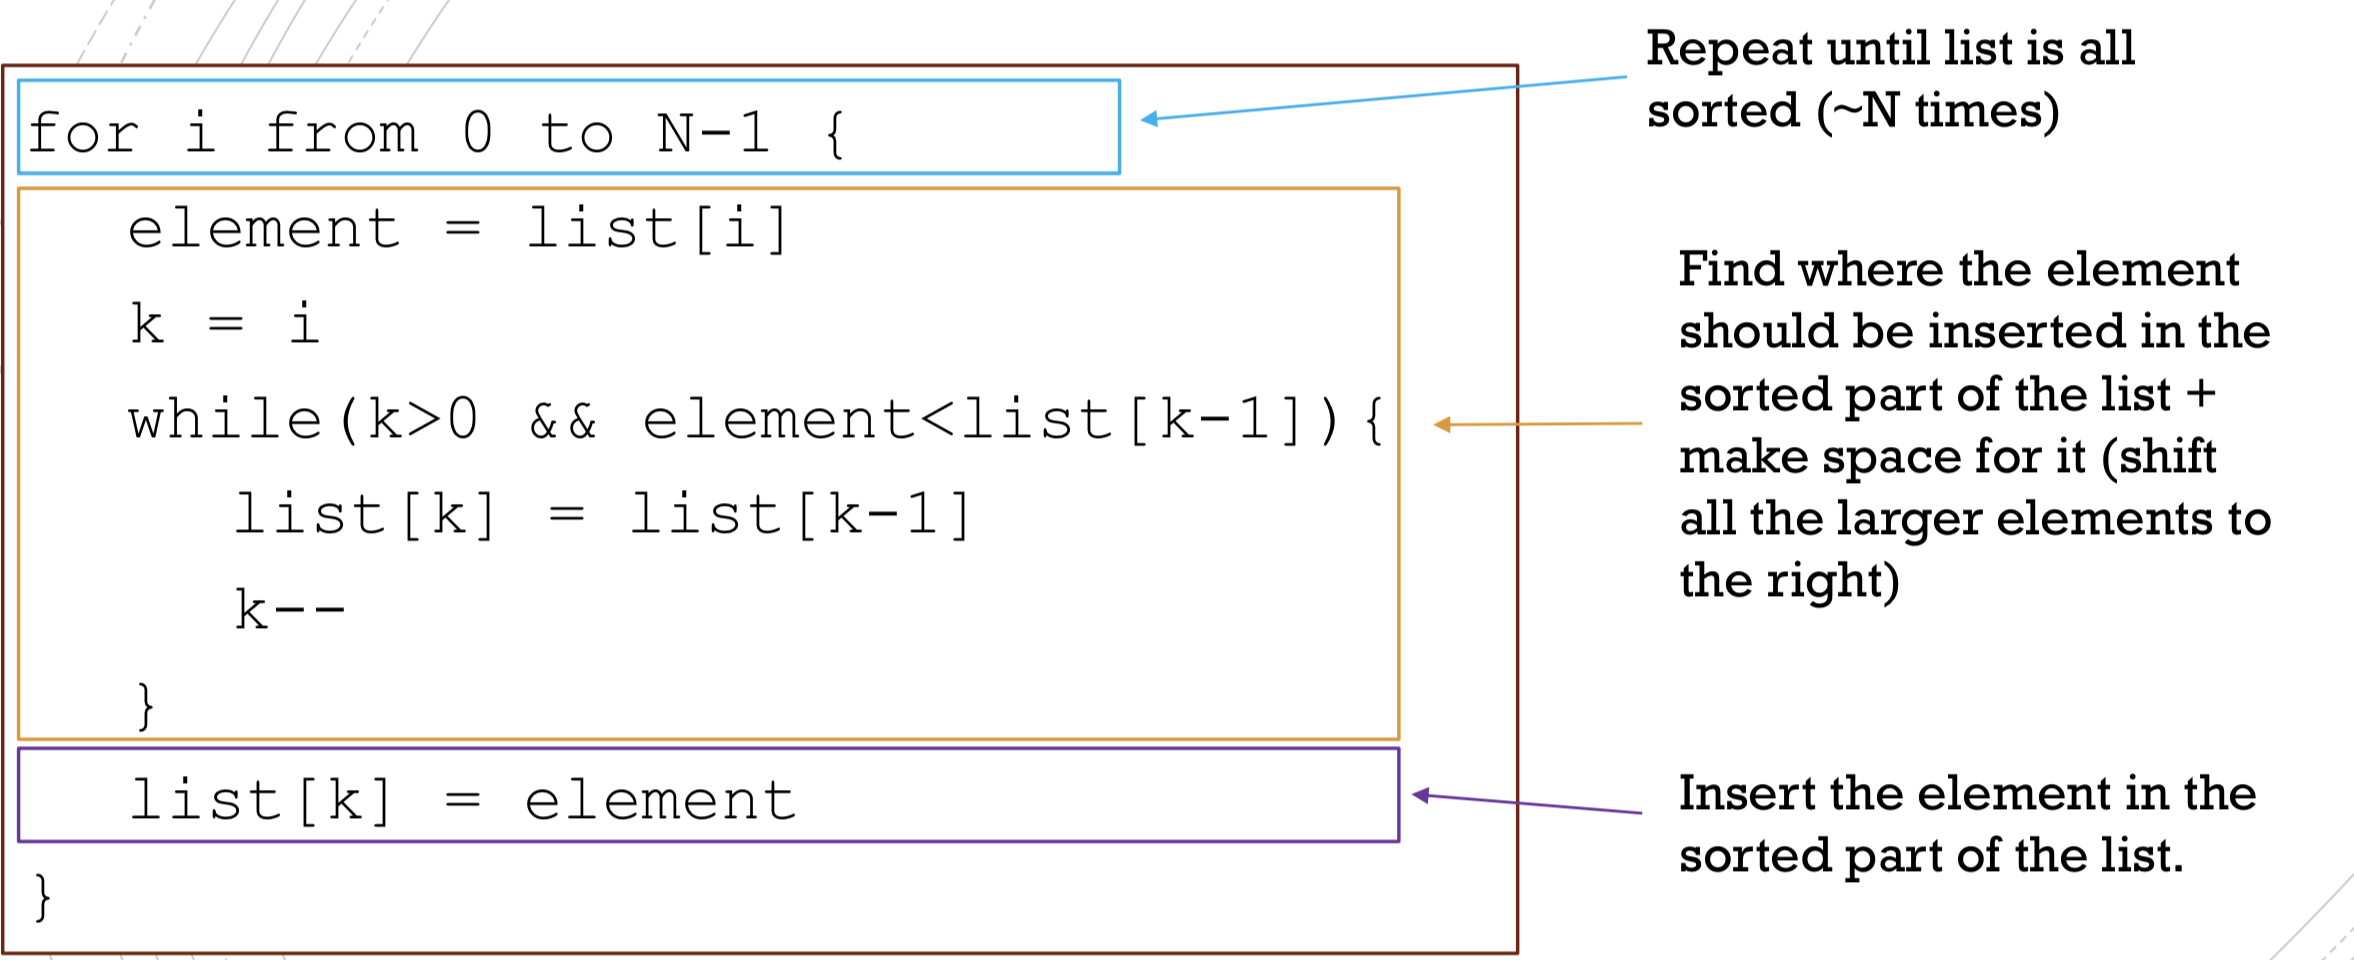 for i from 0 to N-1 {
element = list[i]
k = i
while(k>0 && element<list[k-1]){
list[k] = list[k-1]
k--
}
list[k] = element
}
Repeat until list is all
sorted (~N times)
Find where the element
should be inserted in the
sorted part of the list +
make space for it (shift
all the larger elements to
the right)
Insert the element in the
sorted part of the list.